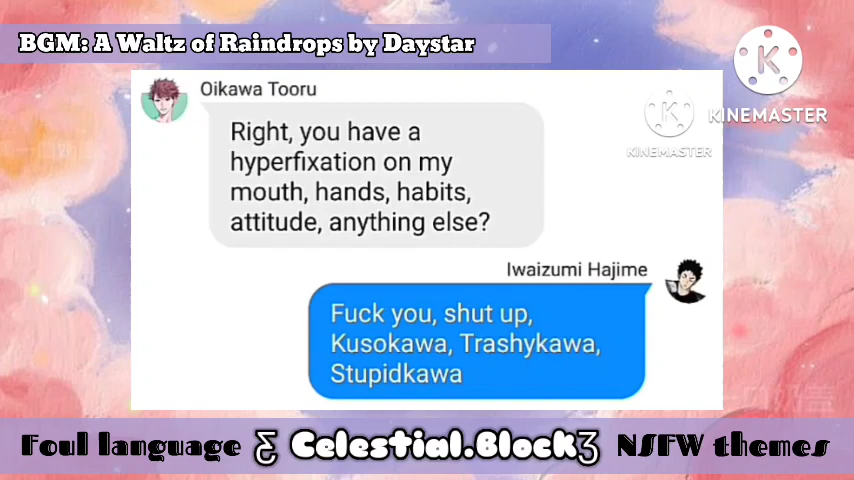 BGM: A Waltz of Raindrops by Daystar
KINEMASTER
KINEMASTER
Oikawa Tooru
Right, you have a
hyperfixation on my
mouth, hands, habits,
attitude, anything else?
Iwaizumi Hajime
Fuck you, shut up,
Kusokawa, Trashykawa,
Stupidkawa
Foul language ꒰ Celestial.Block Ʒ NSFW themes